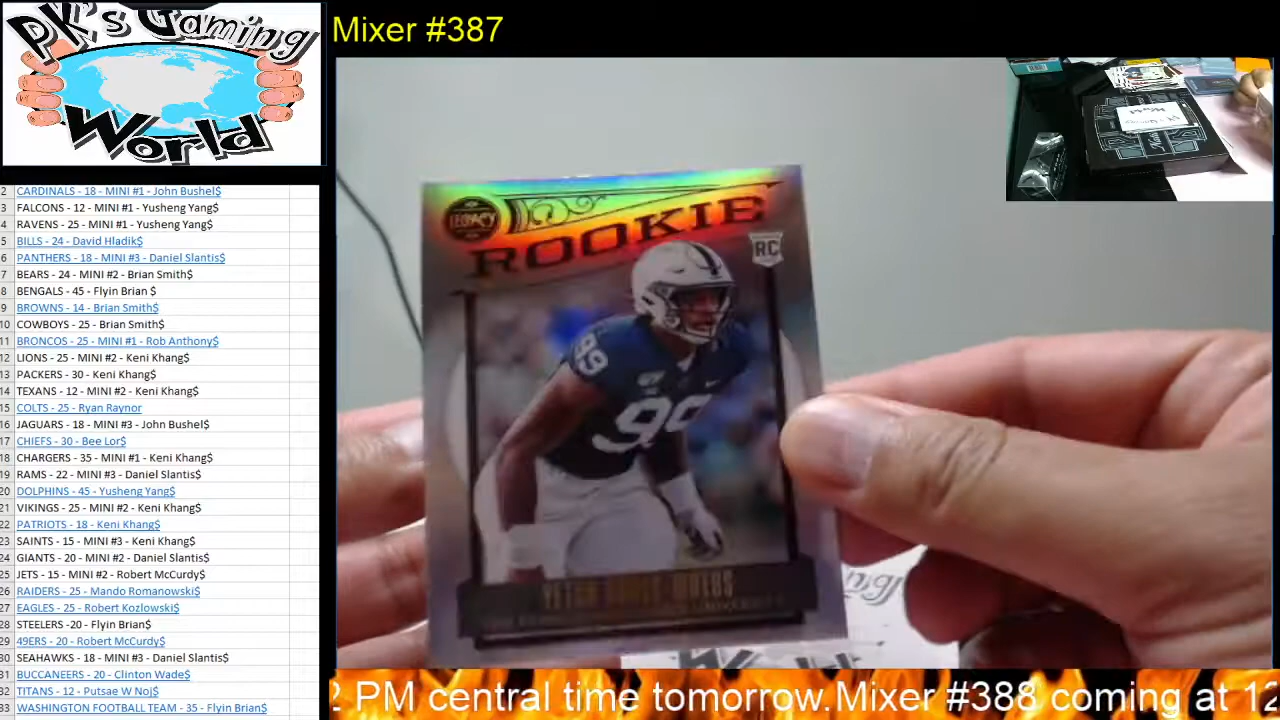 PK's Gaming
World
Mixer #387
2 CARDINALS - 18 - MINI #1 - John Bushel$
3 FALCONS - 12 - MINI #1 - Yusheng Yang$
4 RAVENS - 25 - MINI #1 - Yusheng Yang$
5 BILLS - 24 - David Hladik$
6 PANTHERS - 18 - MINI #3 - Daniel Slantis$
7 BEARS - 24 - MINI #2 - Brian Smith$
8 BENGALS - 45 - Flyin Brian $
9 BROWNS - 14 - Brian Smith$
10 COWBOYS - 25 - Brian Smith$
11 BRONCOS - 25 - MINI #1 - Rob Anthony$
12 LIONS - 25 - MINI #2 - Keni Khang$
13 PACKERS - 30 - Keni Khang$
14 TEXANS - 12 - MINI #2 - Keni Khang$
15 COLTS - 25 - Ryan Raynor
16 JAGUARS - 18 - MINI #3 - John Bushel$
17 CHIEFS - 30 - Bee Lor$
18 CHARGERS - 35 - MINI #1 - Keni Khang$
19 RAMS - 22 - MINI #3 - Daniel Slantis$
20 DOLPHINS - 45 - Yusheng Yang$
21 VIKINGS - 25 - MINI #2 - Keni Khang$
22 PATRIOTS - 18 - Keni Khang$
23 SAINTS - 15 - MINI #3 - Keni Khang$
24 GIANTS - 20 - MINI #2 - Daniel Slantis$
25 JETS - 15 - MINI #2 - Robert McCurdy$
26 RAIDERS - 25 - Mando Romanowski$
27 EAGLES - 25 - Robert Kozlowski$
28 STEELERS -20 - Flyin Brian$
29 49ERS - 20 - Robert McCurdy$
30 SEAHAWKS - 18 - MINI #3 - Daniel Slantis$
31 BUCCANEERS - 20 - Clinton Wade$
32 TITANS - 12 - Putsae W Noj$
33 WASHINGTON FOOTBALL TEAM - 35 - Flyin Brian$
LEGACY
ROOKIE
RC
99
99
World
2 PM central time tomorrow.Mixer #388 coming at 12